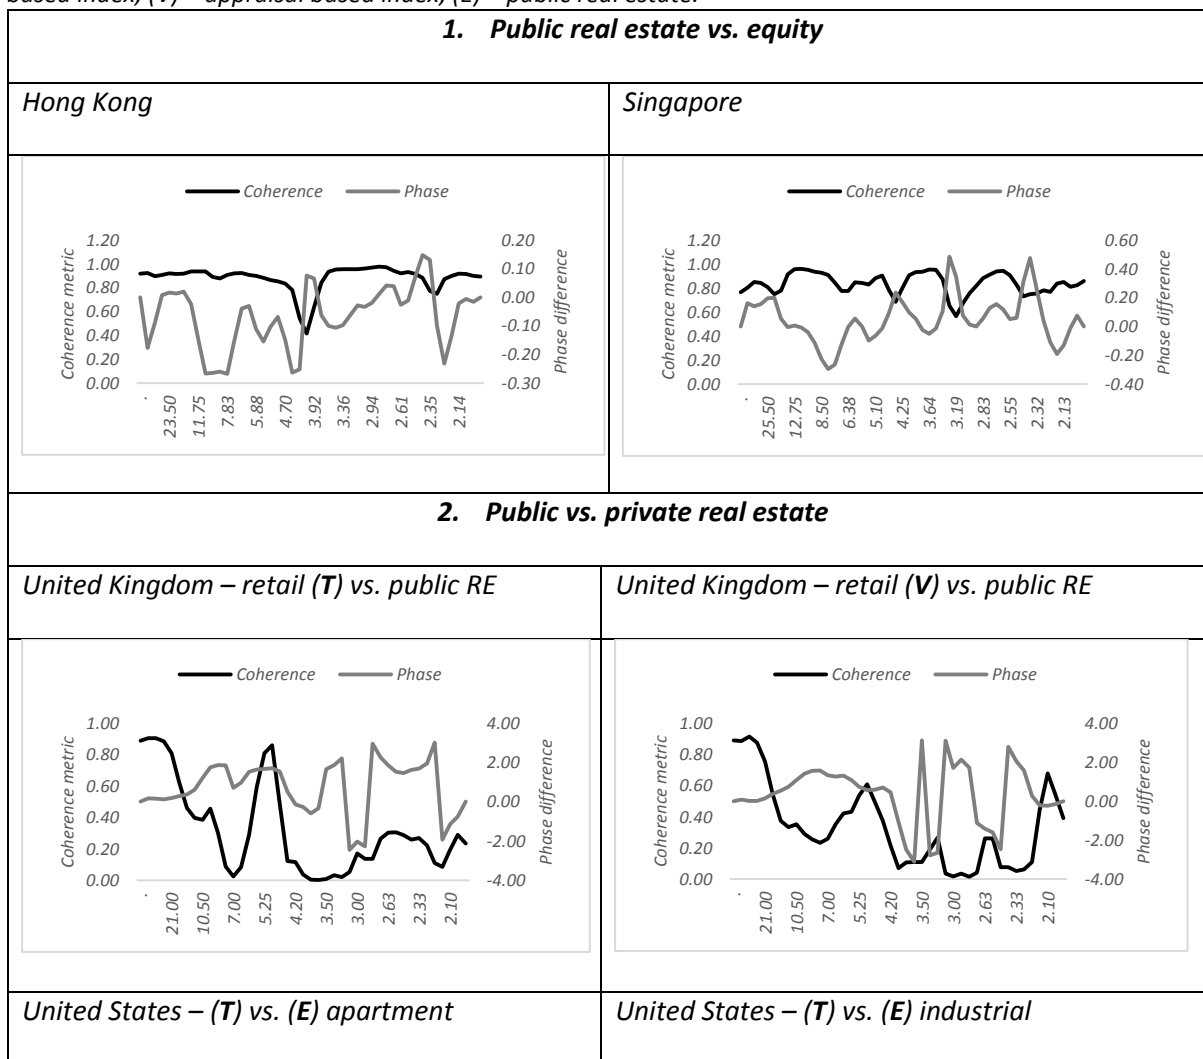 based index, (V) – appraisal based index, (E) – public real estate.
1. Public real estate vs. equity
Hong Kong
Singapore
Coherence Phase
Coherence metric
1.20
1.00
0.80
0.60
0.40
0.20
0.00
0.20
0.10
0.00
-0.10
-0.20
-0.30
Phase difference
. 23.50 11.75 7.83 5.88 4.70 3.92 3.36 2.94 2.61 2.35 2.14
Coherence Phase
Coherence metric
1.20
1.00
0.80
0.60
0.40
0.20
0.00
0.60
0.40
0.20
0.00
-0.20
-0.40
Phase difference
. 25.50 12.75 8.50 6.38 5.10 4.25 3.64 3.19 2.83 2.55 2.32 2.13
2. Public vs. private real estate
United Kingdom – retail (T) vs. public RE
United Kingdom – retail (V) vs. public RE
Coherence Phase
Coherence metric
1.00
0.80
0.60
0.40
0.20
0.00
4.00
2.00
0.00
-2.00
-4.00
Phase difference
. 21.00 10.50 7.00 5.25 4.20 3.50 3.00 2.63 2.33 2.10
Coherence Phase
Coherence metric
1.00
0.80
0.60
0.40
0.20
0.00
4.00
2.00
0.00
-2.00
-4.00
Phase difference
. 21.00 10.50 7.00 5.25 4.20 3.50 3.00 2.63 2.33 2.10
United States – (T) vs. (E) apartment
United States – (T) vs. (E) industrial